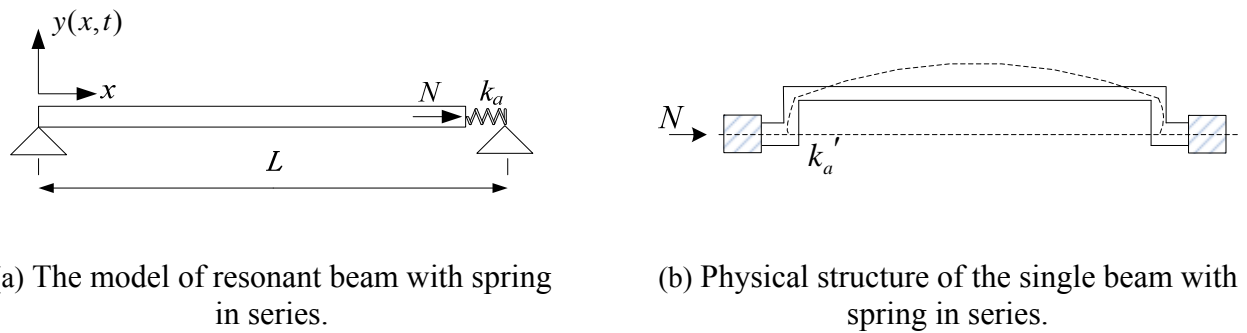 y(x,t)
x
N
k_a
L
N
k_a'
a) The model of resonant beam with spring
in series.
(b) Physical structure of the single beam with
spring in series.